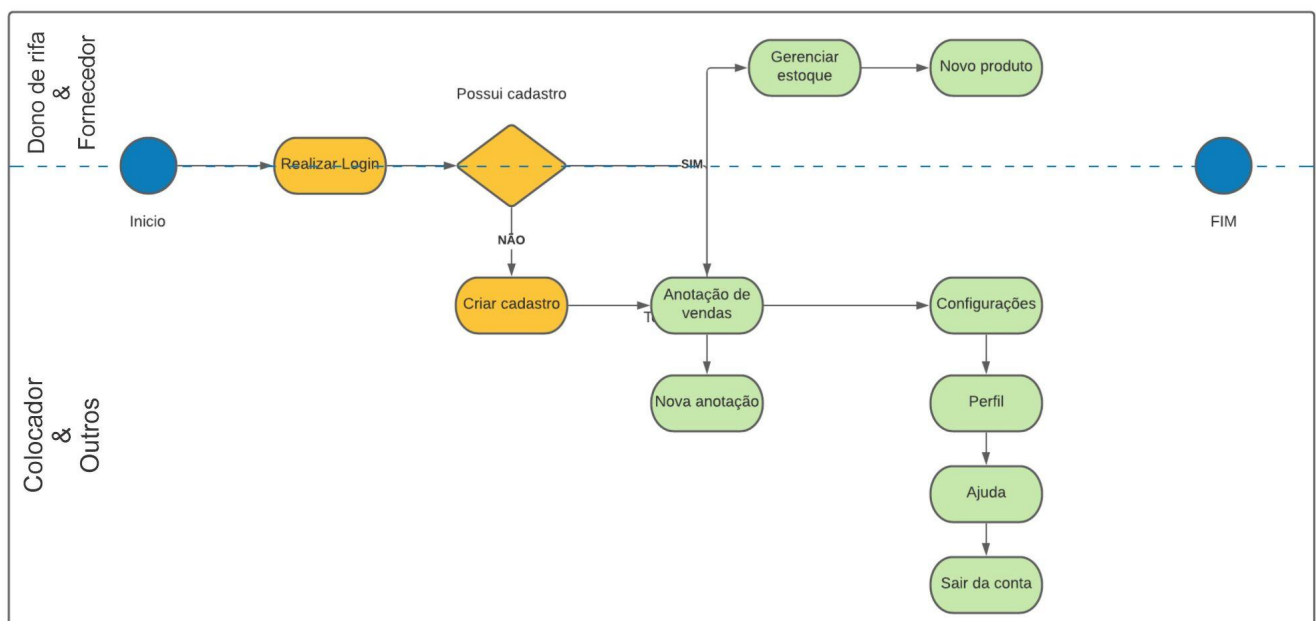 Dono de rifa
&
Fornecedor
Gerenciar
estoque
Novo produto
Possui cadastro
Realizar Login
SIM
Inicio
FIM
NÃO
Criar cadastro
Anotação de
vendas
Configurações
Nova anotação
Perfil
Colocador
&
Outros
Ajuda
Sair da conta